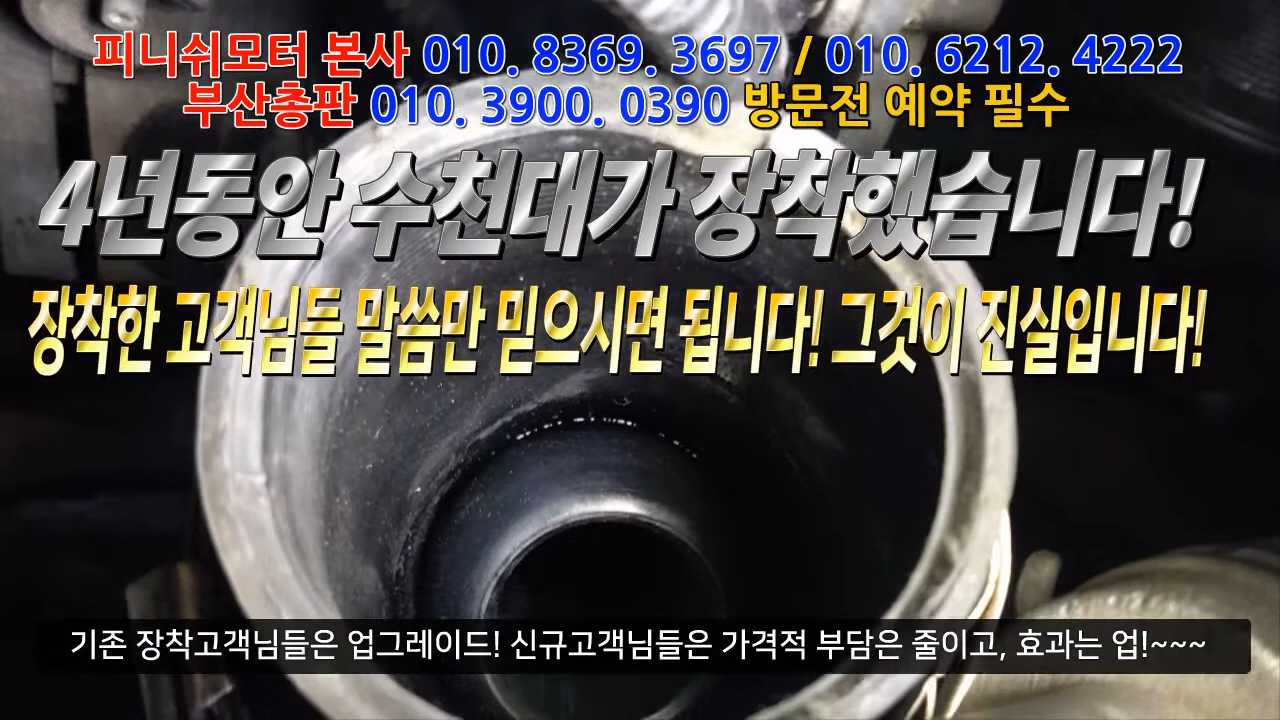 피니쉬모터 본사 010. 8369. 3697 / 010. 6212. 4222
부산총판 010. 3900. 0390 방문전 예약 필수
4년동안 수천대가 장착했습니다!
장착한 고객님들 말씀만 믿으시면 됩니다! 그것이 진실입니다!
기존 장착고객님들은 업그레이드! 신규고객님들은 가격적 부담은 줄이고, 효과는 업!~~~